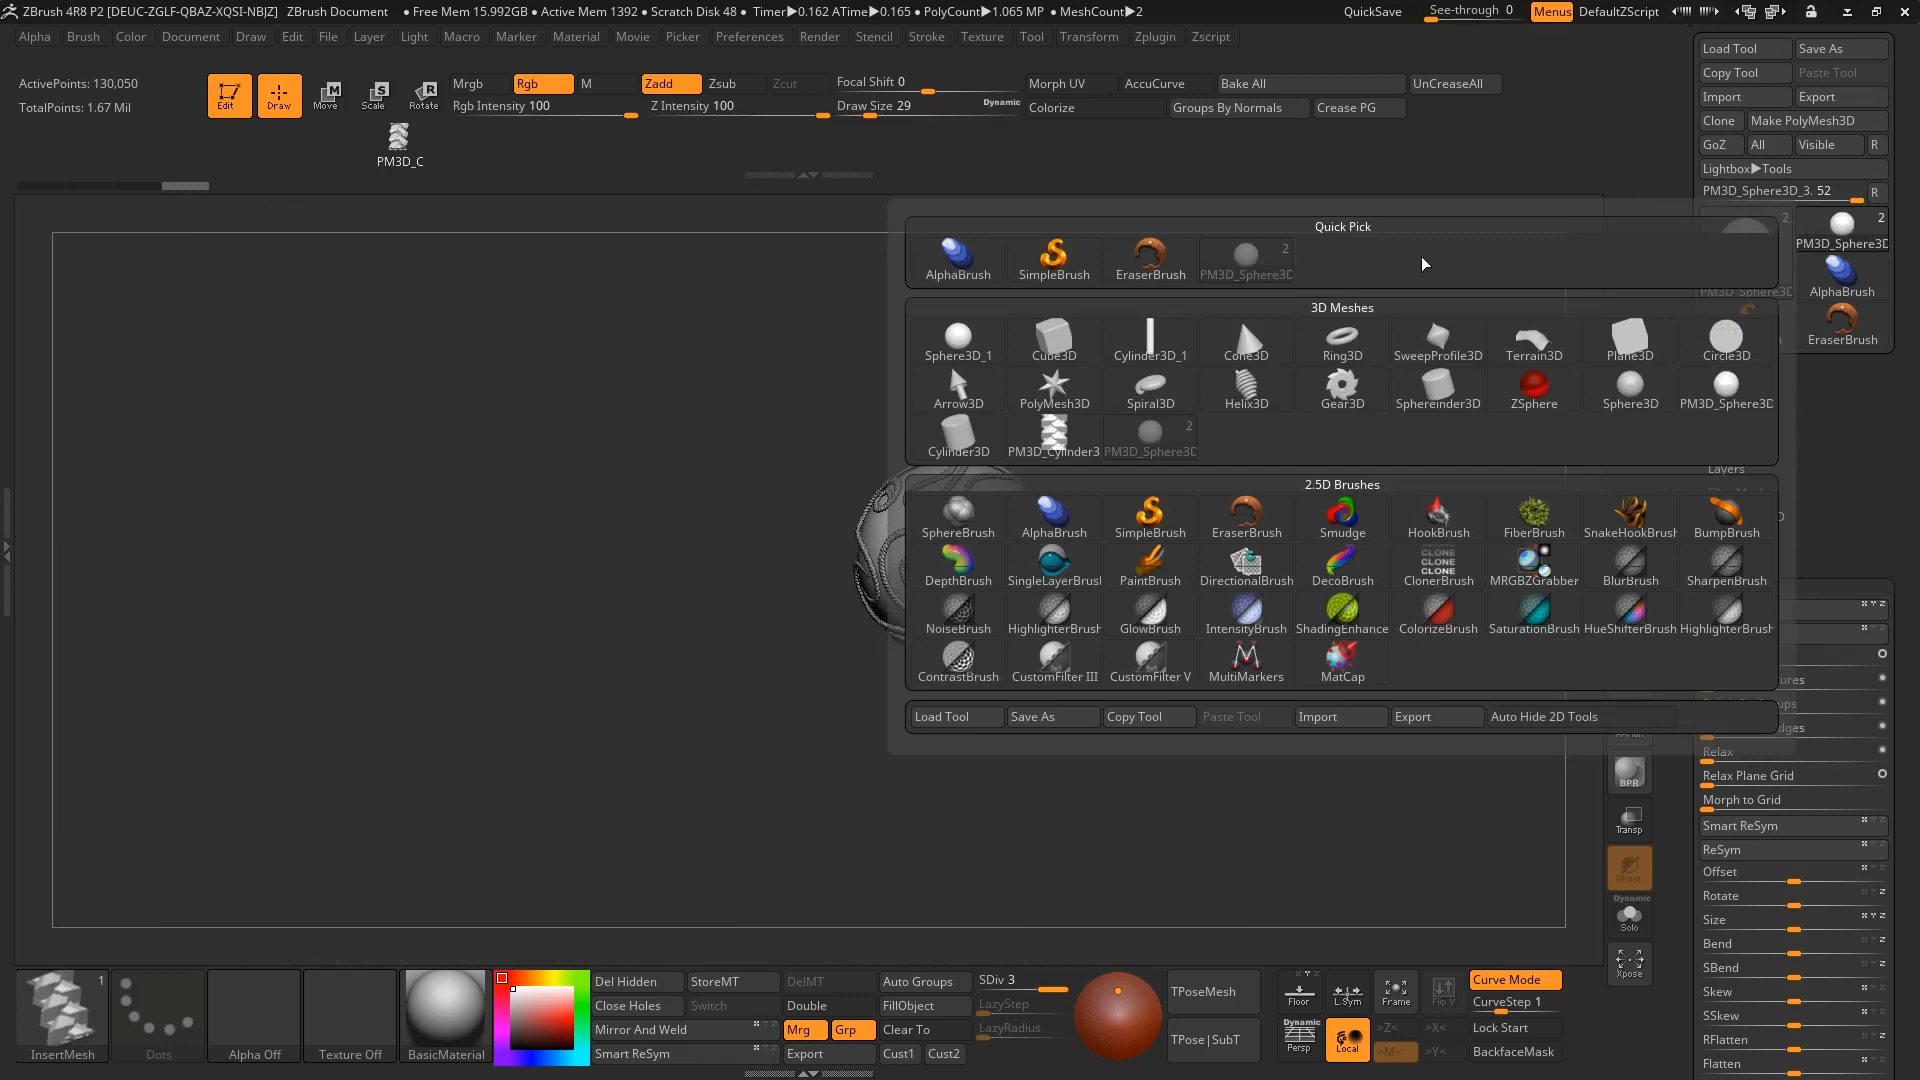 ZBrush 4R8 P2 [DEUC-ZGLF-QBAZ-XQSI-NBJZ] ZBrush Document • Free Mem 15.992GB • Active Mem 1392 • Scratch Disk 48 • Timer▶0.162 ATime▶0.165 • PolyCount▶1.065 MP • MeshCount▶2 QuickSave See-through 0 Menus DefaultZScript
Alpha Brush Color Document Draw Edit File Layer Light Macro Marker Material Movie Picker Preferences Render Stencil Stroke Texture Tool Transform Zplugin Zscript
ActivePoints: 130,050
TotalPoints: 1.67 Mil
Edit Draw Move Scale Rotate
Mrgb Rgb M Zadd Zsub Zcut
Rgb Intensity 100 Z Intensity 100
Focal Shift 0
Draw Size 29 Dynamic
Morph UV AccuCurve Bake All UnCreaseAll
Colorize Groups By Normals Crease PG
PM3D_C
Load Tool Save As
Copy Tool Paste Tool
Import Export
Clone Make PolyMesh3D
GoZ All Visible R
Lightbox▶Tools
PM3D_Sphere3D_3. 52 R
2 2
PM3D_Sphere3D
PM3D_Sphere3D AlphaBrush
EraserBrush
Quick Pick
2
AlphaBrush SimpleBrush EraserBrush PM3D_Sphere3D
3D Meshes
Sphere3D_1 Cube3D Cylinder3D_1 Cone3D Ring3D SweepProfile3D Terrain3D Plane3D Circle3D
Arrow3D PolyMesh3D Spiral3D Helix3D Gear3D Sphereinder3D ZSphere Sphere3D PM3D_Sphere3D
2
Cylinder3D PM3D_Cylinder3 PM3D_Sphere3D
Layers
2.5D Brushes
SphereBrush AlphaBrush SimpleBrush EraserBrush Smudge HookBrush FiberBrush SnakeHookBrush BumpBrush
CLONE
CLONE
CLONE
DepthBrush SingleLayerBrush PaintBrush DirectionalBrush DecoBrush ClonerBrush MRGBZGrabber BlurBrush SharpenBrush
NoiseBrush HighlighterBrush GlowBrush IntensityBrush ShadingEnhance ColorizeBrush SaturationBrush HueShifterBrush HighlighterBrush
ContrastBrush CustomFilter III CustomFilter V MultiMarkers MatCap
Load Tool Save As Copy Tool Paste Tool Import Export Auto Hide 2D Tools
BPR
Transp
Ghost
Dynamic
Solo
Xpose
Relax
Relax Plane Grid
Morph to Grid
Smart ReSym
ReSym
Offset
Rotate
Size
Bend
SBend
Skew
SSkew
RFlatten
Flatten
1
InsertMesh Dots Alpha Off Texture Off BasicMaterial
Del Hidden StoreMT DelMT Auto Groups SDiv 3
Close Holes Switch Double FillObject LazyStep
Mirror And Weld Mrg Grp Clear To LazyRadius
Smart ReSym Export Cust1 Cust2
TPoseMesh
TPose|SubT
Floor L.Sym Frame Flip V
Dynamic
Persp Local >Z< >X<
>M< >Y<
Curve Mode
CurveStep 1
Lock Start
BackfaceMask